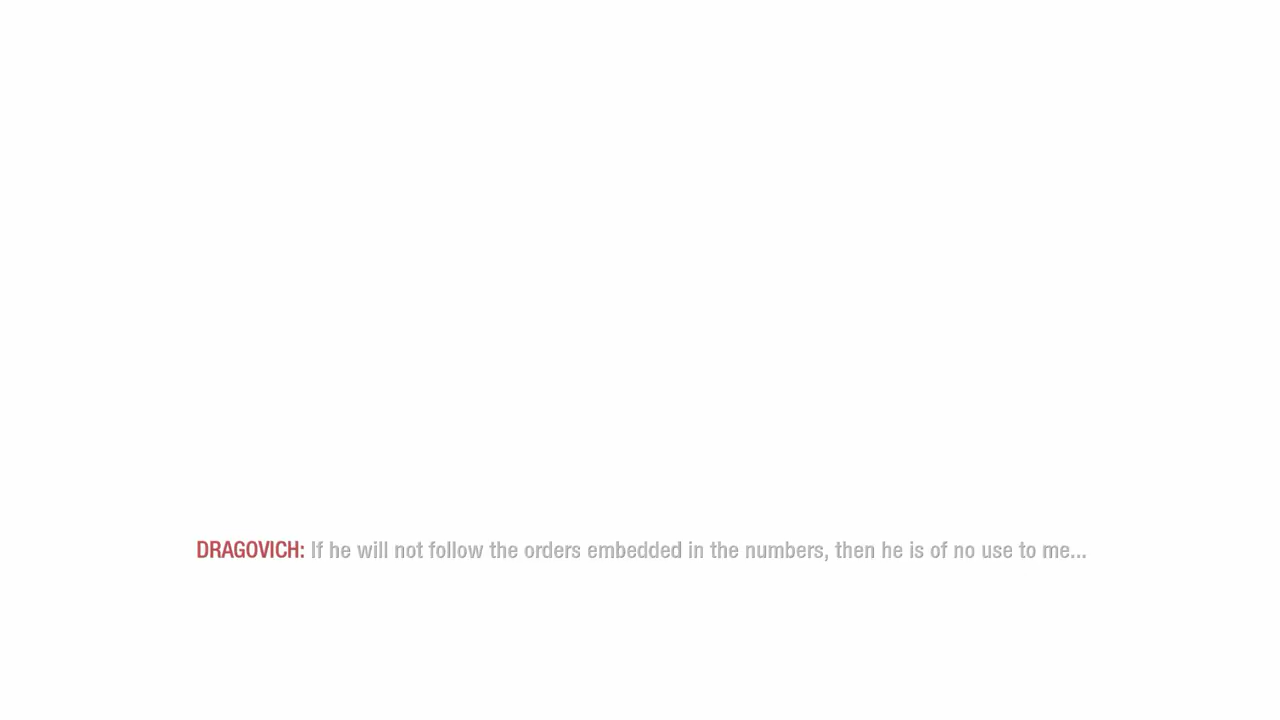 DRAGOVICH: If he will not follow the orders embedded in the numbers, then he is of no use to me...